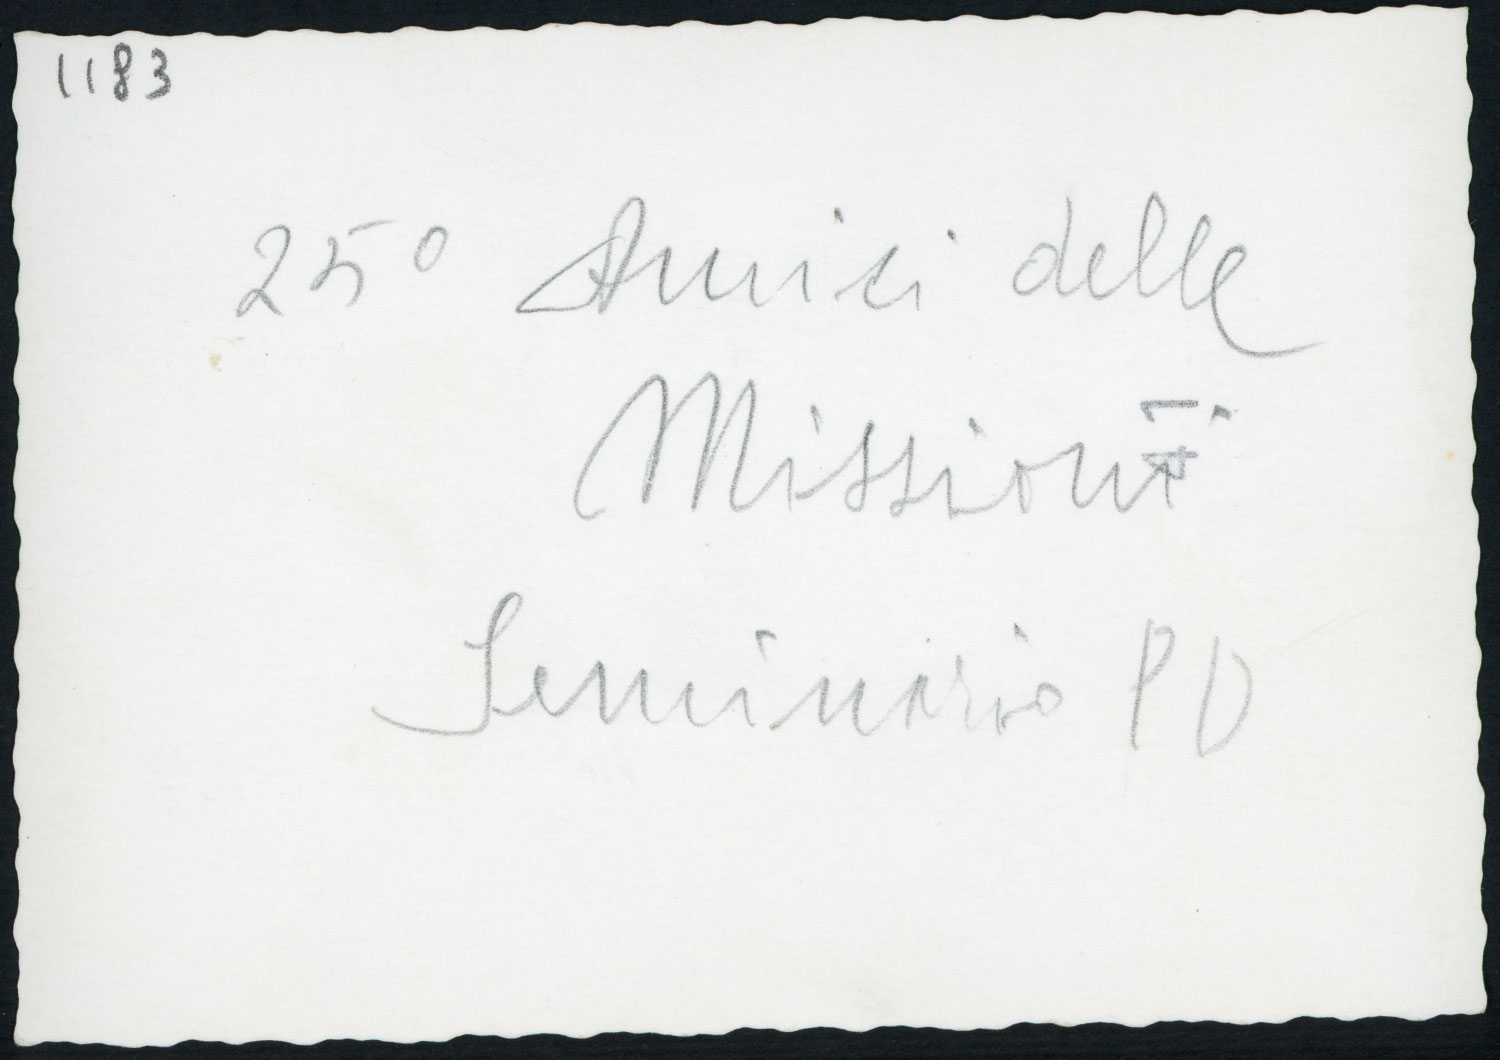 1183
25° Amici delle
Missioni
Seminario PD